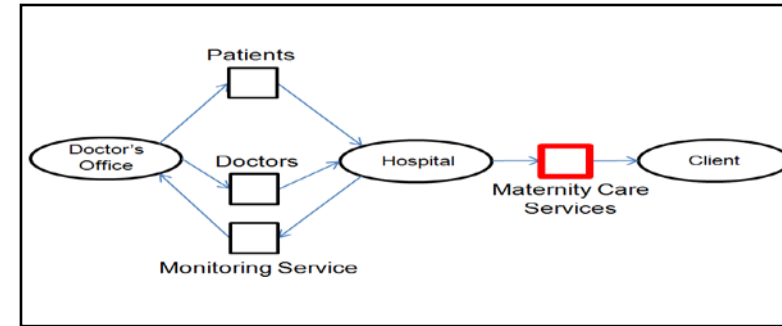 Patients
Doctor's
Office
Doctors
Hospital
Client
Maternity Care
Services
Monitoring Service